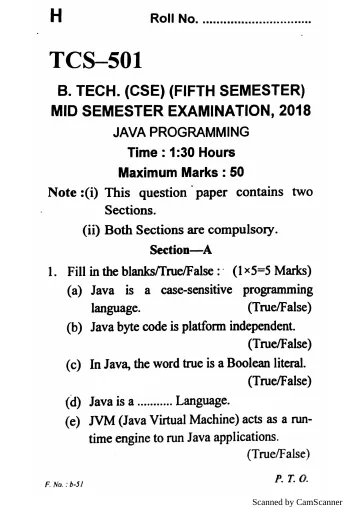 H Roll No. ...............................
TCS–501
B. TECH. (CSE) (FIFTH SEMESTER)
MID SEMESTER EXAMINATION, 2018
JAVA PROGRAMMING
Time : 1:30 Hours
Maximum Marks : 50
Note :(i) This question paper contains two
Sections.
(ii) Both Sections are compulsory.
Section—A
1. Fill in the blanks/True/False : (1×5=5 Marks)
(a) Java is a case-sensitive programming
language. (True/False)
(b) Java byte code is platform independent.
(True/False)
(c) In Java, the word true is a Boolean literal.
(True/False)
(d) Java is a ........... Language.
(e) JVM (Java Virtual Machine) acts as a run-
time engine to run Java applications.
(True/False)
F. No. : b-51 P. T. O.
Scanned by CamScanner